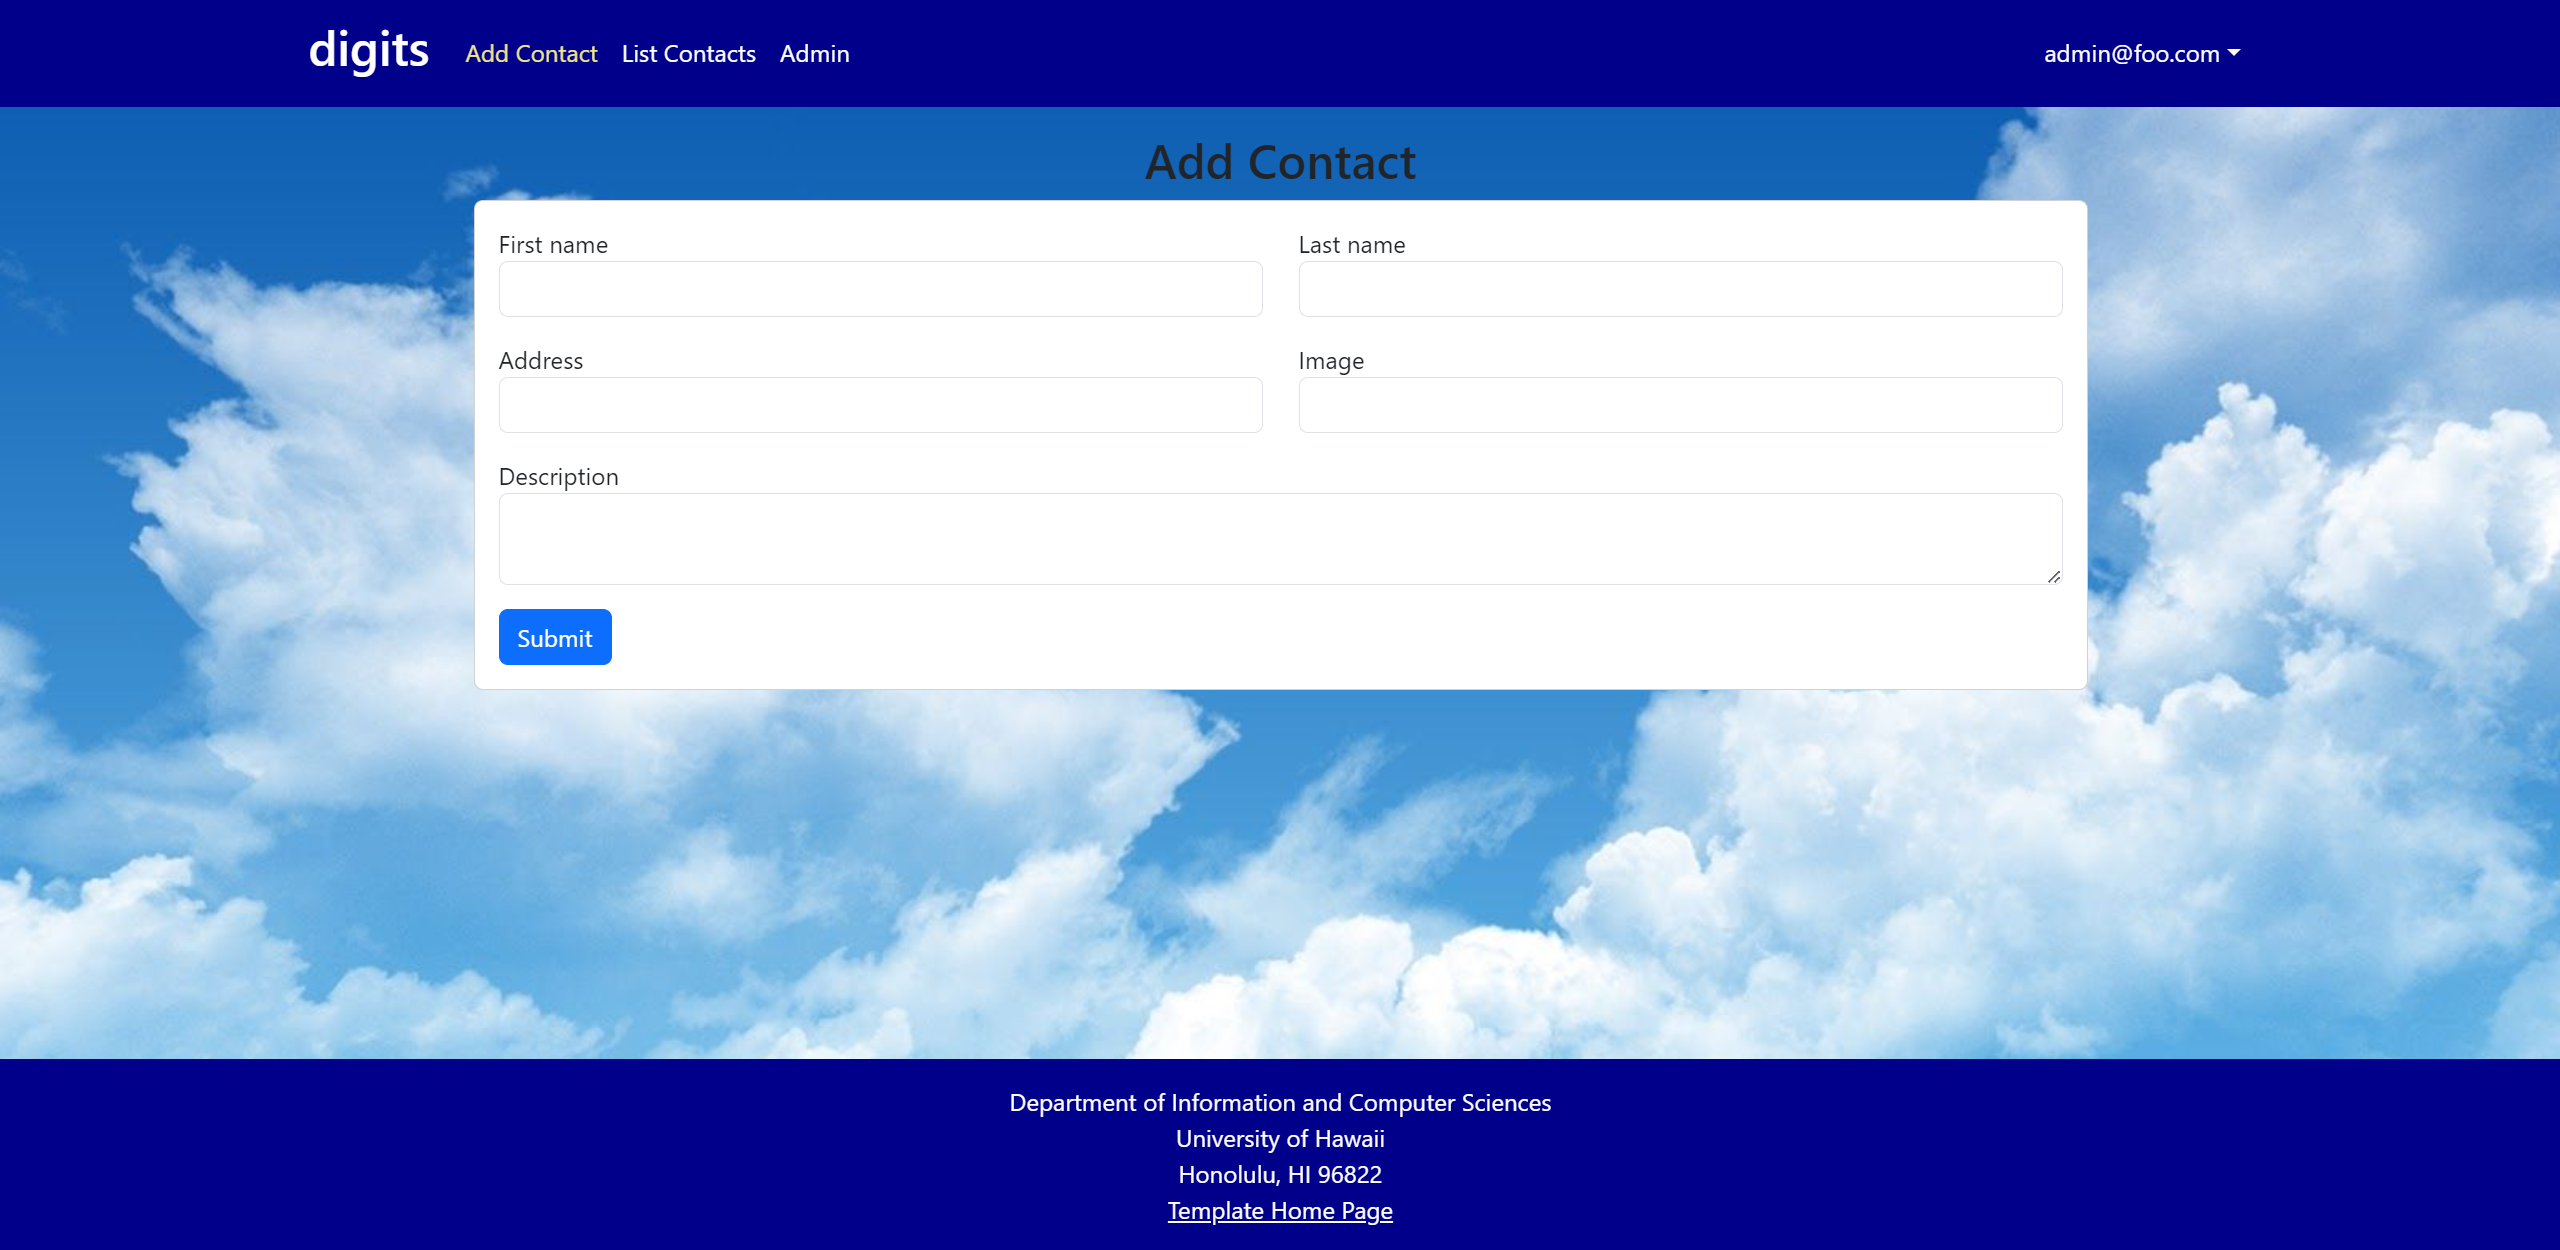 digits Add Contact List Contacts Admin admin@foo.com
Add Contact
First name Last name
Address Image
Description
Submit
Department of Information and Computer Sciences
University of Hawaii
Honolulu, HI 96822
Template Home Page